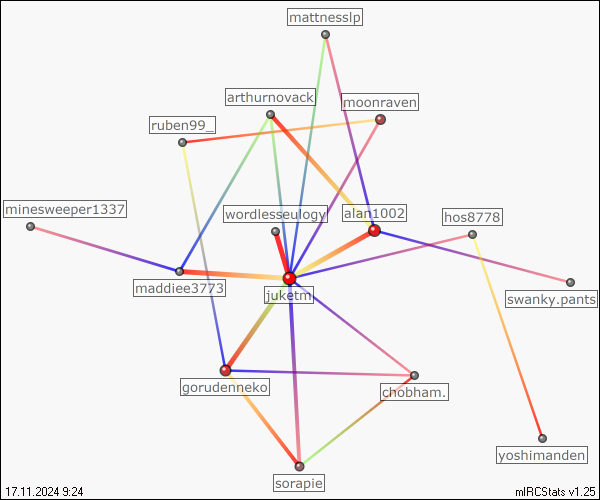 mattnesslp
arthurnovack
moonraven
ruben99_
minesweeper1337
wordlesseulogy
alan1002
hos8778
maddiee3773
juketm
swanky.pants
gorudenneko
chobham.
yoshimanden
sorapie
17.11.2024 9:24
mIRCStats v1.25